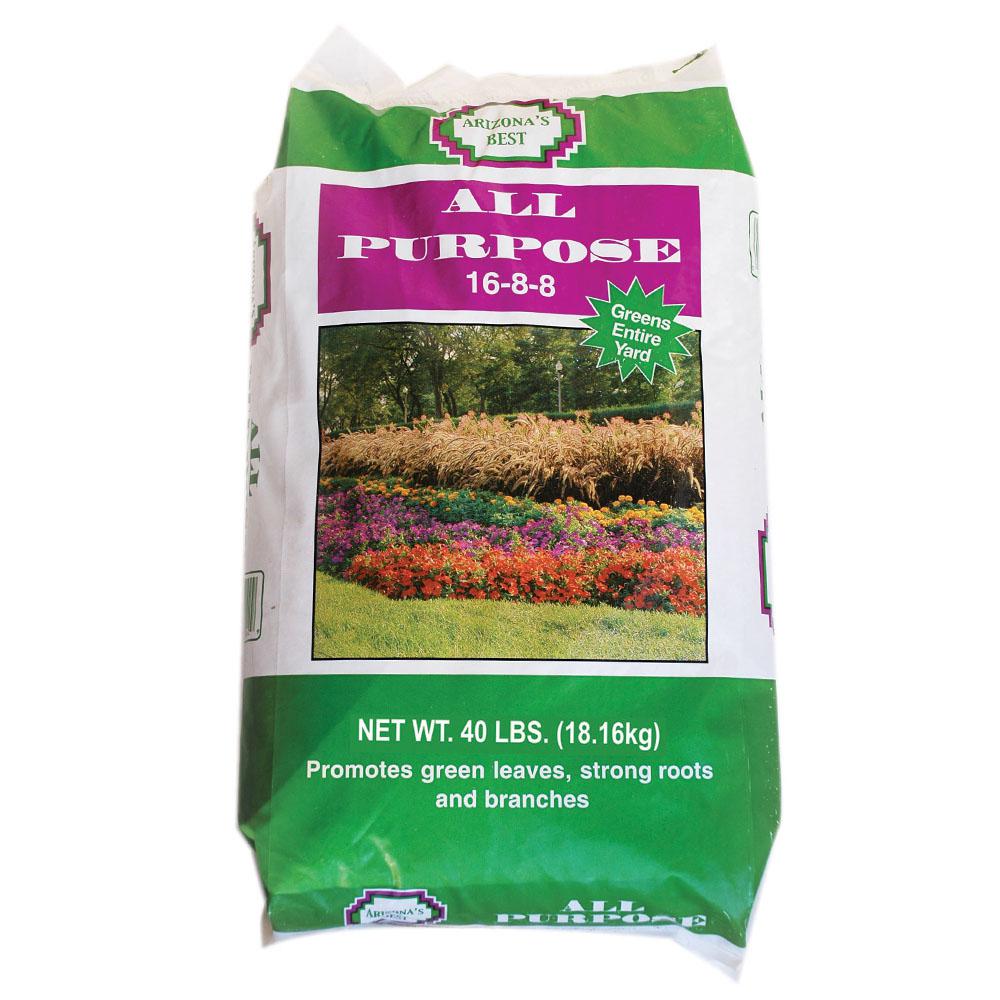 ARIZONA'S
BEST
ALL
PURPOSE
16-8-8
Greens
Entire
Yard
NET WT. 40 LBS. (18.16kg)
Promotes green leaves, strong roots
and branches
ARIZONA'S
BEST
ALL
PURPOSE
ALL